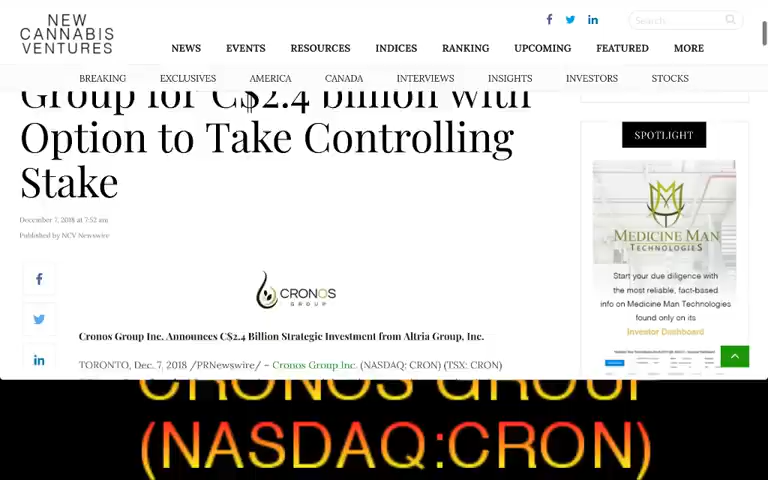 NEW
CANNABIS
VENTURES
Search
NEWS EVENTS RESOURCES INDICES RANKING UPCOMING FEATURED MORE
BREAKING EXCLUSIVES AMERICA CANADA INTERVIEWS INSIGHTS INVESTORS STOCKS
Group for C$2.4 billion with
Option to Take Controlling
Stake
December 7, 2018 at 7:52 am
Published by NCV Newswire
CRONOS
GROUP
Cronos Group Inc. Announces C$2.4 Billion Strategic Investment from Altria Group, Inc.
TORONTO, Dec. 7, 2018 /PRNewswire/ – Cronos Group Inc. (NASDAQ: CRON) (TSX: CRON)
SPOTLIGHT
MEDICINE MAN
TECHNOLOGIES
Start your due diligence with
the most reliable, fact-based
info on Medicine Man Technologies
found only on its
Investor Dashboard
CRONOS GROUP
(NASDAQ:CRON)